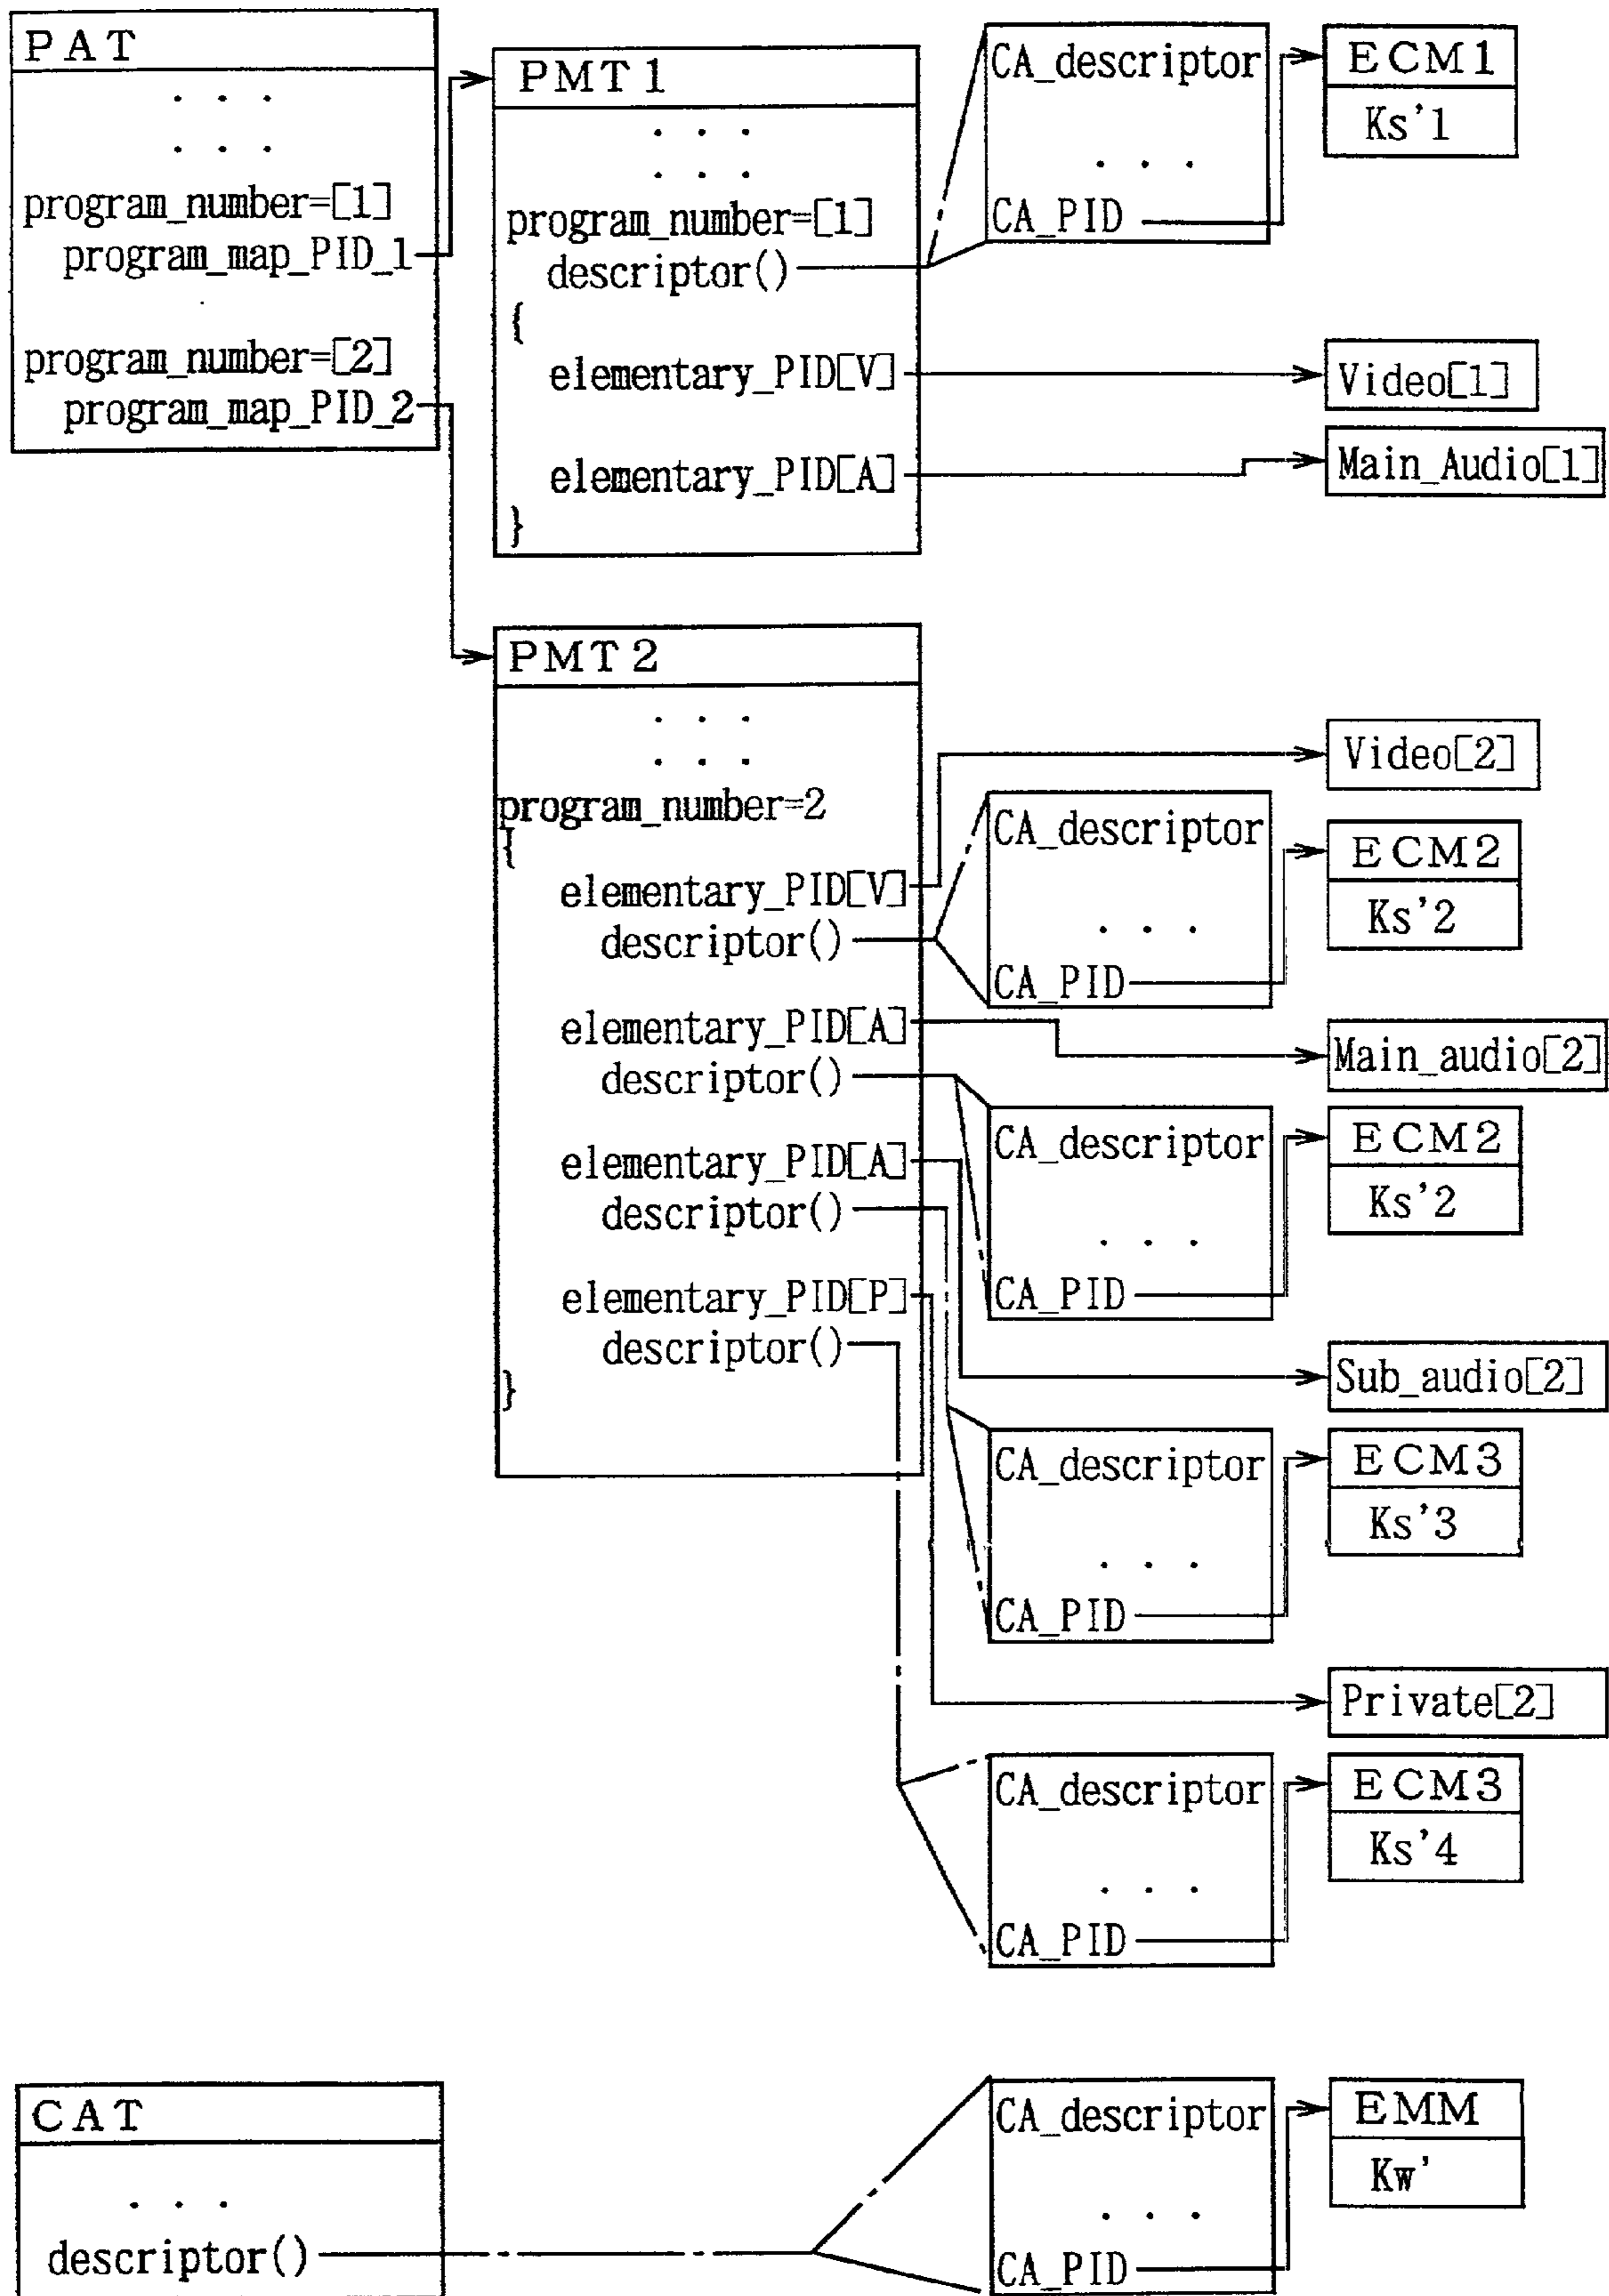 PAT
. . .
. . .
program_number=[1]
program_map_PID_1
program_number=[2]
program_map_PID_2
PMT1
. . .
. . .
program_number=[1]
descriptor()
{
elementary_PID[V]
elementary_PID[A]
}
CA_descriptor
. . .
CA_PID
ECM1
Ks'1
Video[1]
Main_Audio[1]
PMT2
. . .
. . .
program_number=2
{
elementary_PID[V]
descriptor()
elementary_PID[A]
descriptor()
elementary_PID[A]
descriptor()
elementary_PID[P]
descriptor()
}
Video[2]
CA_descriptor
. . .
CA_PID
ECM2
Ks'2
Main_audio[2]
CA_descriptor
. . .
CA_PID
ECM2
Ks'2
Sub_audio[2]
CA_descriptor
. . .
CA_PID
ECM3
Ks'3
Private[2]
CA_descriptor
. . .
CA_PID
ECM3
Ks'4
CAT
. . .
descriptor()
CA_descriptor
. . .
CA_PID
EMM
Kw'